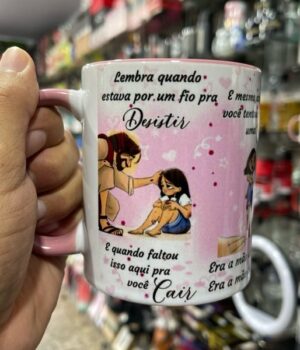 Lembra quando
estava por um fio pra
Desistir
E quando faltou
isso aqui pra
você Cair
E mesmo
você
uma
Era a
Era a